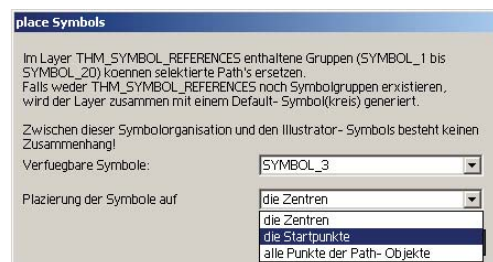 place Symbols
Im Layer THM_SYMBOL_REFERENCES enthaltene Gruppen (SYMBOL_1 bis
SYMBOL_20) koennen selektierte Path's ersetzen.
Falls weder THM_SYMBOL_REFERENCES noch Symbolgruppen erxistieren,
wird der Layer zusammen mit einem Default- Symbol(kreis) generiert.
Zwischen dieser Symbolorganisation und den Illustrator- Symbols besteht keinen
Zusammenhang!
Verfuegbare Symbole: SYMBOL_3
Plazierung der Symbole auf die Zentren
die Zentren
die Startpunkte
alle Punkte der Path- Objekte